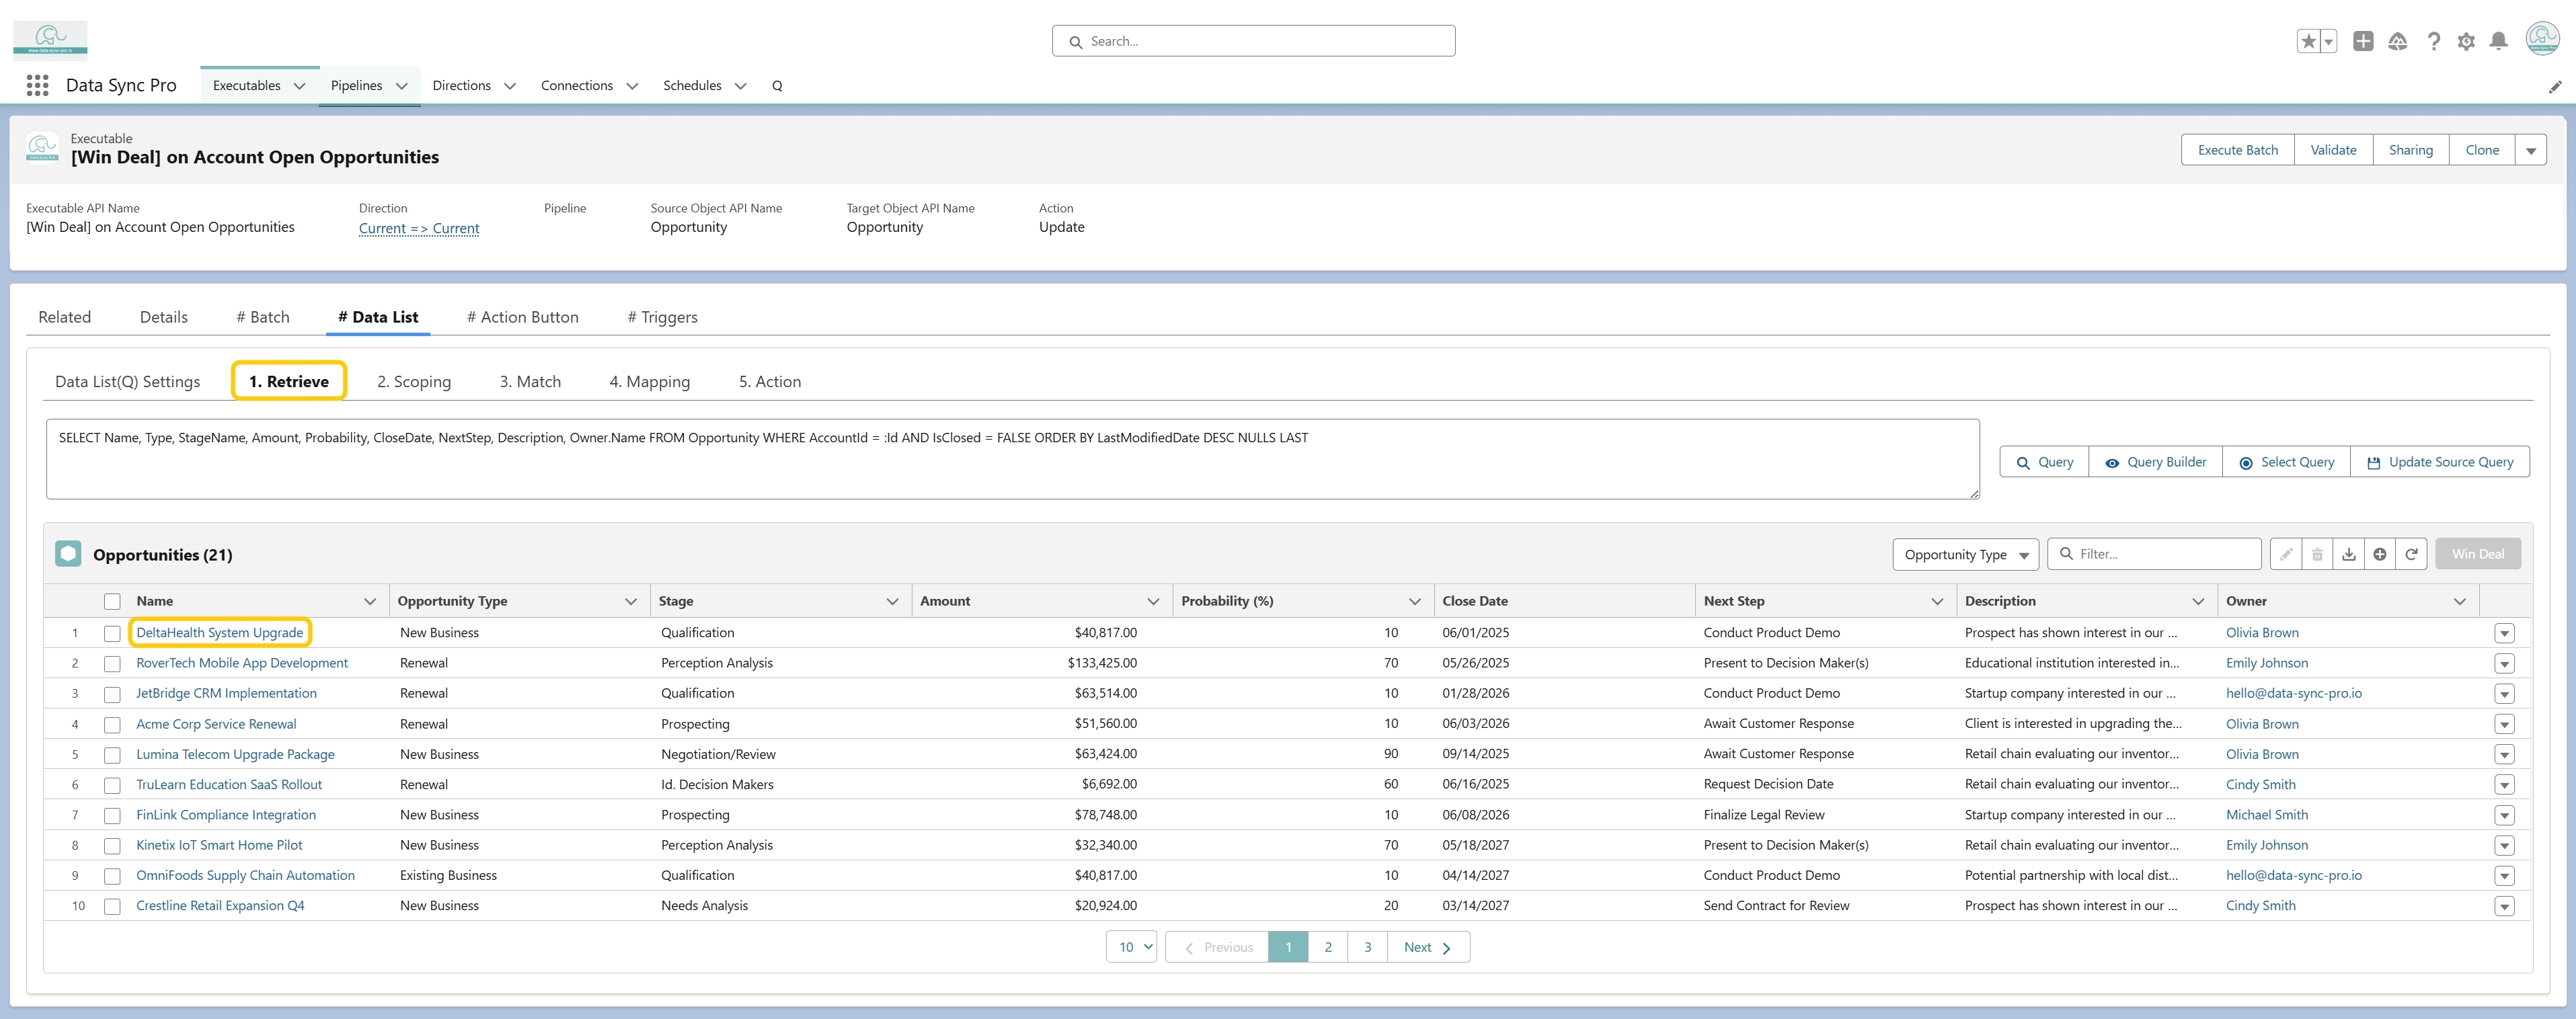 www.data-sync-pro.io
Search...
Data Sync Pro
Executables
Pipelines
Directions
Connections
Schedules
Q
Executable
[Win Deal] on Account Open Opportunities
Execute Batch
Validate
Sharing
Clone
Executable API Name
[Win Deal] on Account Open Opportunities
Direction
Current => Current
Pipeline
Source Object API Name
Opportunity
Target Object API Name
Opportunity
Action
Update
Related
Details
# Batch
# Data List
# Action Button
# Triggers
Data List(Q) Settings
1. Retrieve
2. Scoping
3. Match
4. Mapping
5. Action
SELECT Name, Type, StageName, Amount, Probability, CloseDate, NextStep, Description, Owner.Name FROM Opportunity WHERE AccountId = :Id AND IsClosed = FALSE ORDER BY LastModifiedDate DESC NULLS LAST
Query
Query Builder
Select Query
Update Source Query
Opportunities (21)
Opportunity Type
Filter...
Win Deal
Name Opportunity Type Stage Amount Probability (%) Close Date Next Step Description Owner
1 DeltaHealth System Upgrade New Business Qualification $40,817.00 10 06/01/2025 Conduct Product Demo Prospect has shown interest in our ... Olivia Brown
2 RoverTech Mobile App Development Renewal Perception Analysis $133,425.00 70 05/26/2025 Present to Decision Maker(s) Educational institution interested in... Emily Johnson
3 JetBridge CRM Implementation Renewal Qualification $63,514.00 10 01/28/2026 Conduct Product Demo Startup company interested in our ... hello@data-sync-pro.io
4 Acme Corp Service Renewal Renewal Prospecting $51,560.00 10 06/03/2026 Await Customer Response Client is interested in upgrading the... Olivia Brown
5 Lumina Telecom Upgrade Package New Business Negotiation/Review $63,424.00 90 09/14/2025 Await Customer Response Retail chain evaluating our inventor... Olivia Brown
6 TruLearn Education SaaS Rollout Renewal Id. Decision Makers $6,692.00 60 06/16/2025 Request Decision Date Retail chain evaluating our inventor... Cindy Smith
7 FinLink Compliance Integration New Business Prospecting $78,748.00 10 06/08/2026 Finalize Legal Review Startup company interested in our ... Michael Smith
8 Kinetix IoT Smart Home Pilot New Business Perception Analysis $32,340.00 70 05/18/2027 Present to Decision Maker(s) Retail chain evaluating our inventor... Emily Johnson
9 OmniFoods Supply Chain Automation Existing Business Qualification $40,817.00 10 04/14/2027 Conduct Product Demo Potential partnership with local dist... hello@data-sync-pro.io
10 Crestline Retail Expansion Q4 New Business Needs Analysis $20,924.00 20 03/14/2027 Send Contract for Review Prospect has shown interest in our ... Cindy Smith
10
Previous
1
2
3
Next